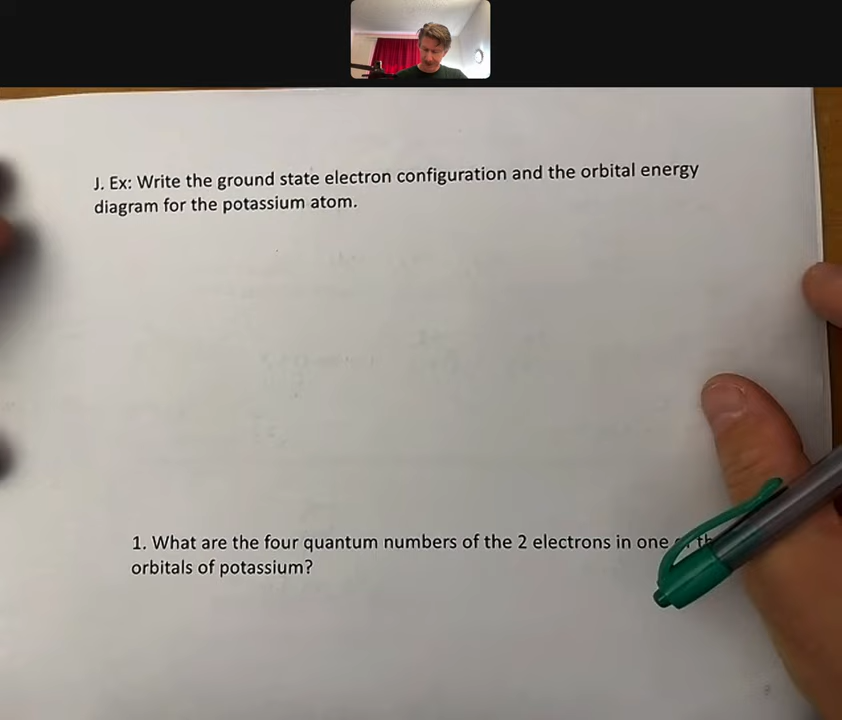 J. Ex: Write the ground state electron configuration and the orbital energy
diagram for the potassium atom.
1. What are the four quantum numbers of the 2 electrons in one
orbitals of potassium?